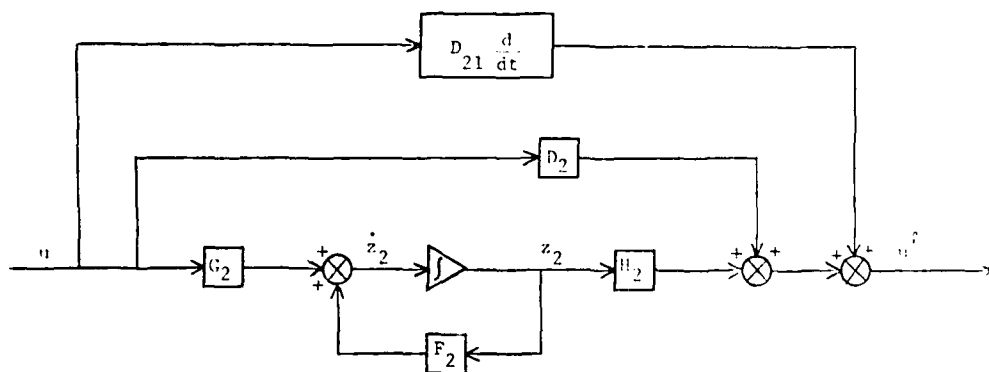 D₂₁ d/dt
D₂
u
G₂
+
+
ż₂
∫
z₂
H₂
+
+
+
+
F₂